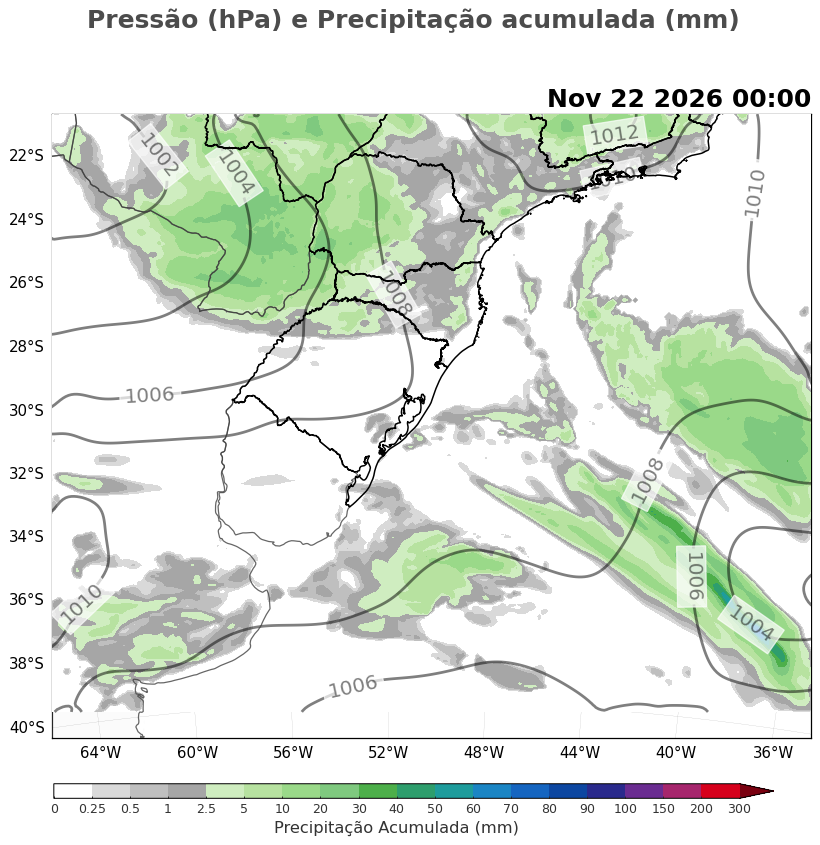 Pressão (hPa) e Precipitação acumulada (mm)
Nov 22 2026 00:00
1012
1002
1004
22°S
1010
1010
24°S
26°S
1008
28°S
1006
30°S
32°S
1008
34°S
1006
36°S
1010
1004
38°S
1006
40°S
64°W 60°W 56°W 52°W 48°W 44°W 40°W 36°W
0 0.25 0.5 1 2.5 5 10 20 30 40 50 60 70 80 90 100 150 200 300
Precipitação Acumulada (mm)